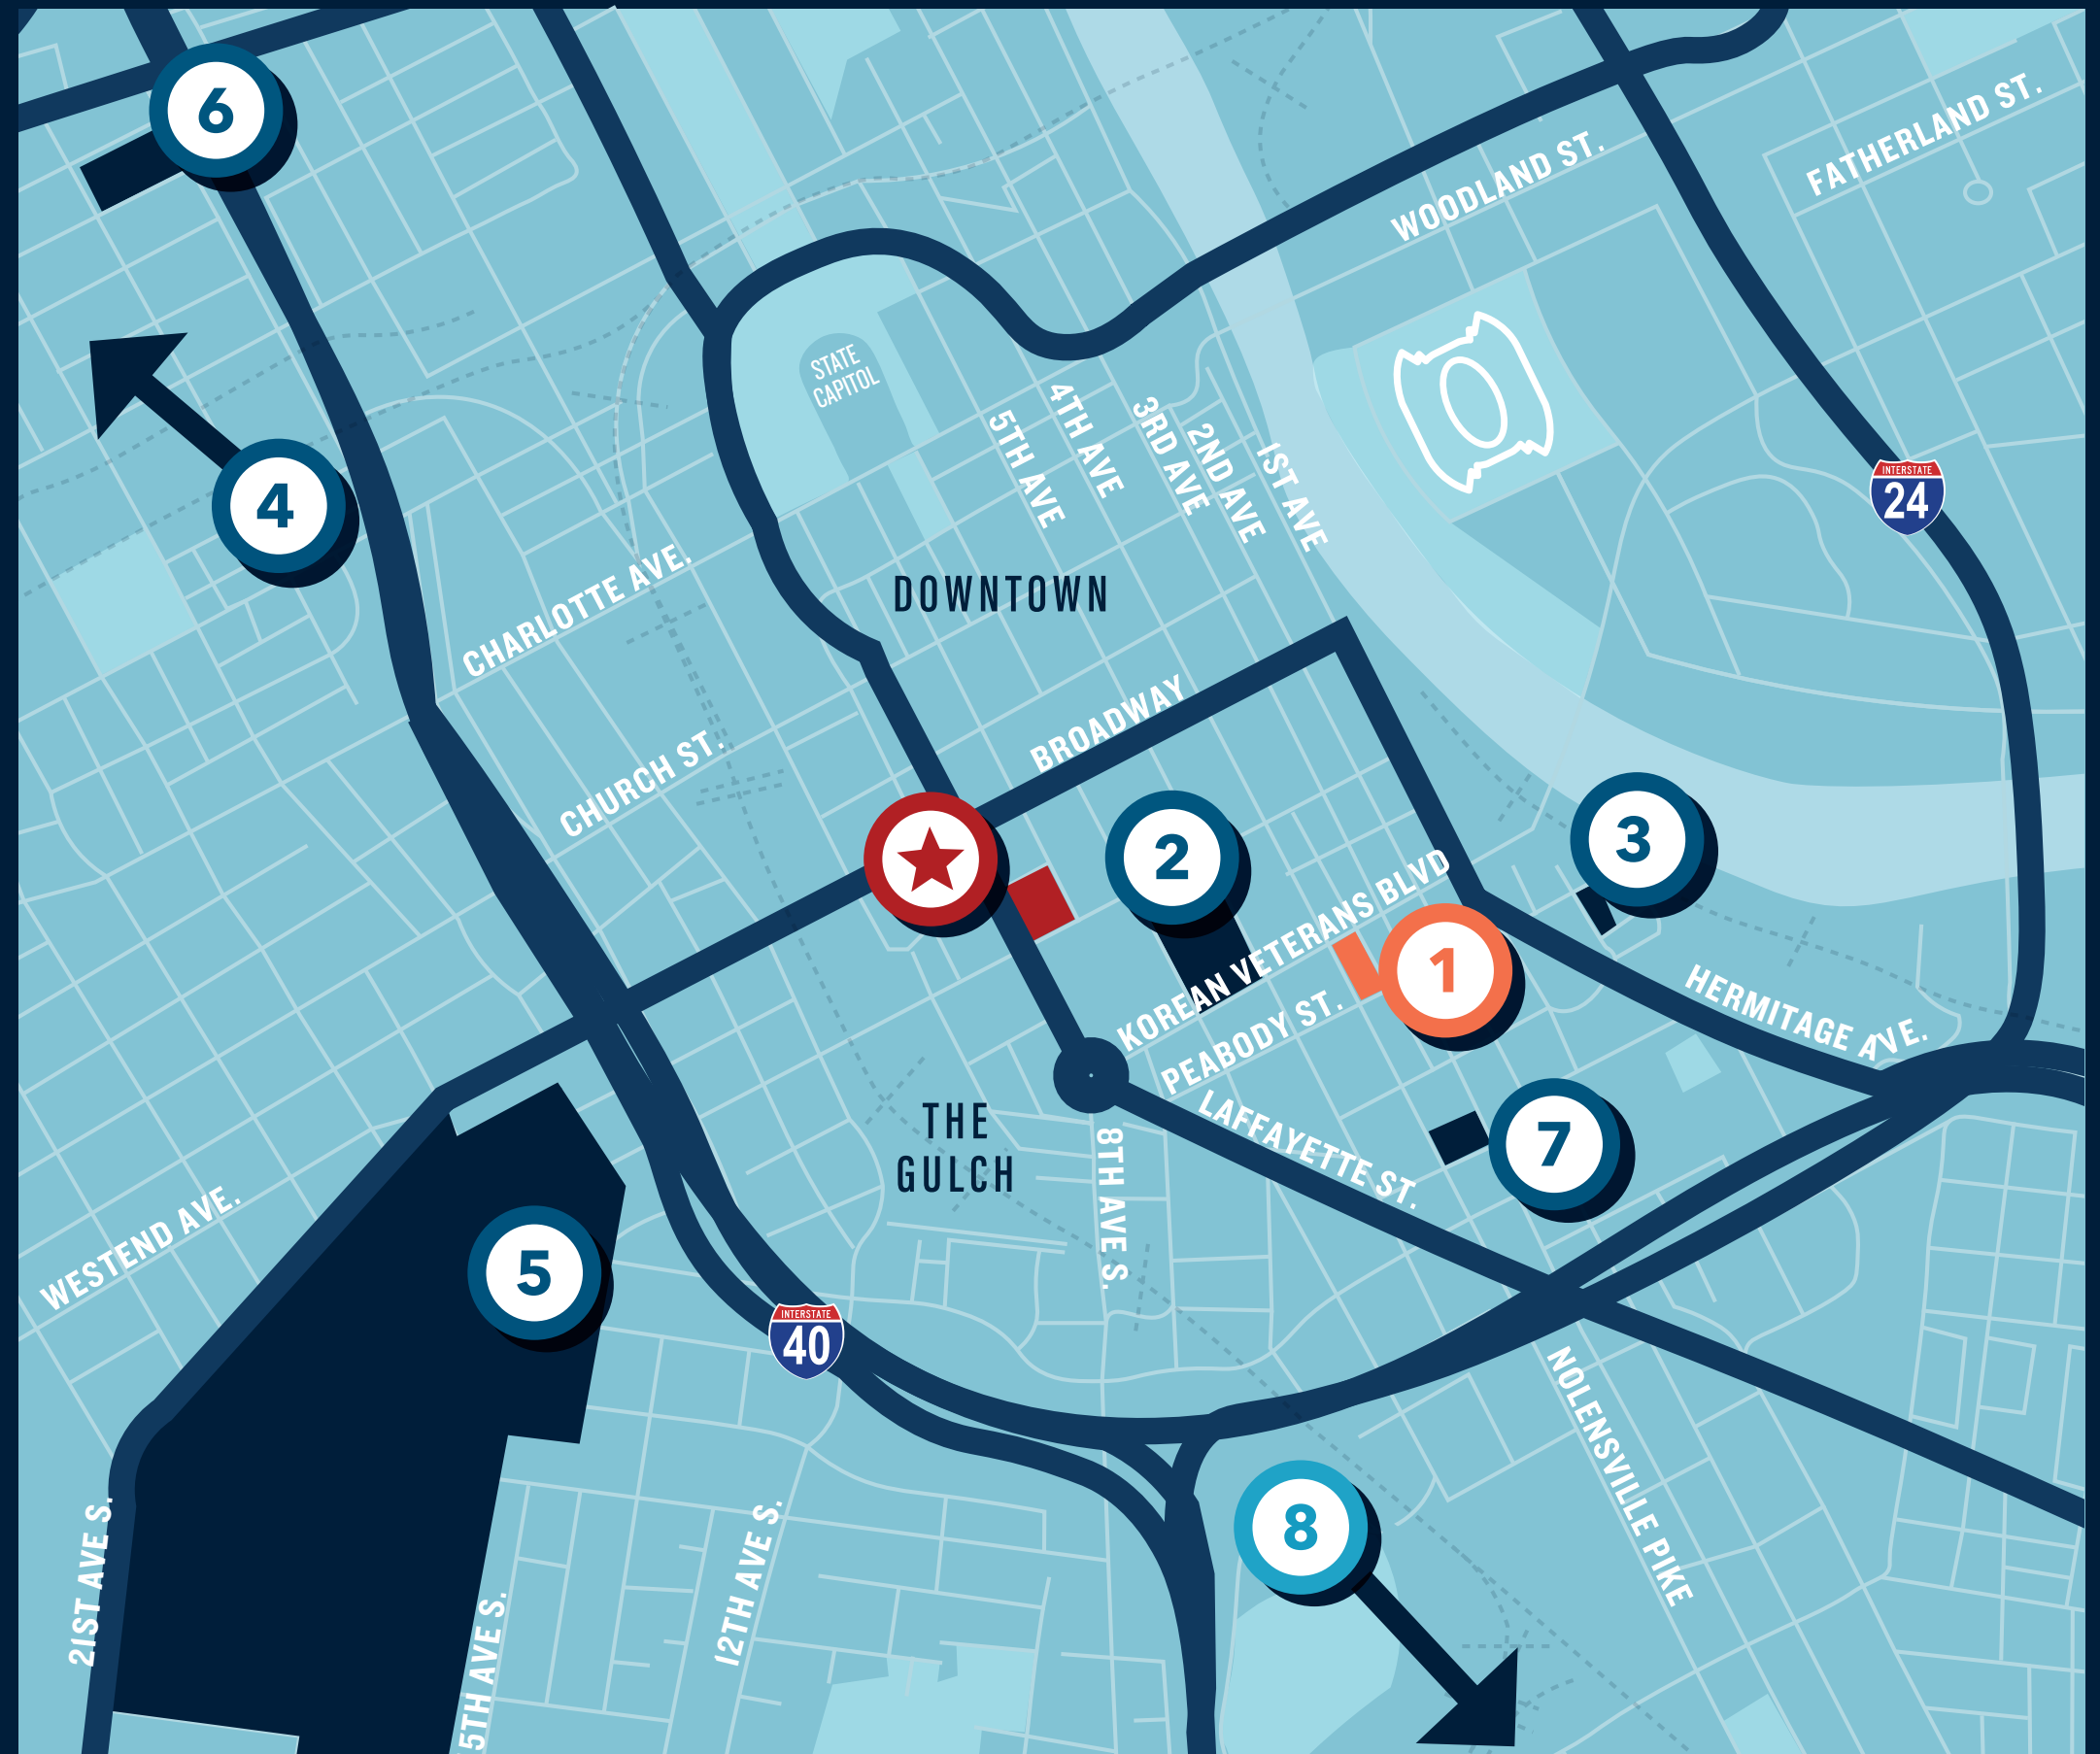 6
WOODLAND ST.
FATHERLAND ST.
STATE
CAPITOL
4
5TH AVE
4TH AVE
3RD AVE
2ND AVE
1ST AVE
INTERSTATE
24
CHARLOTTE AVE.
DOWNTOWN
CHURCH ST.
BROADWAY
2
3
KOREAN VETERANS BLVD
1
PEABODY ST.
HERMITAGE AVE.
THE
GULCH
LAFFAYETTE ST.
7
8TH AVE S.
WESTEND AVE.
5
INTERSTATE
40
NOLENSVILLE PIKE
8
21ST AVE S.
12TH AVE S.
5TH AVE S.